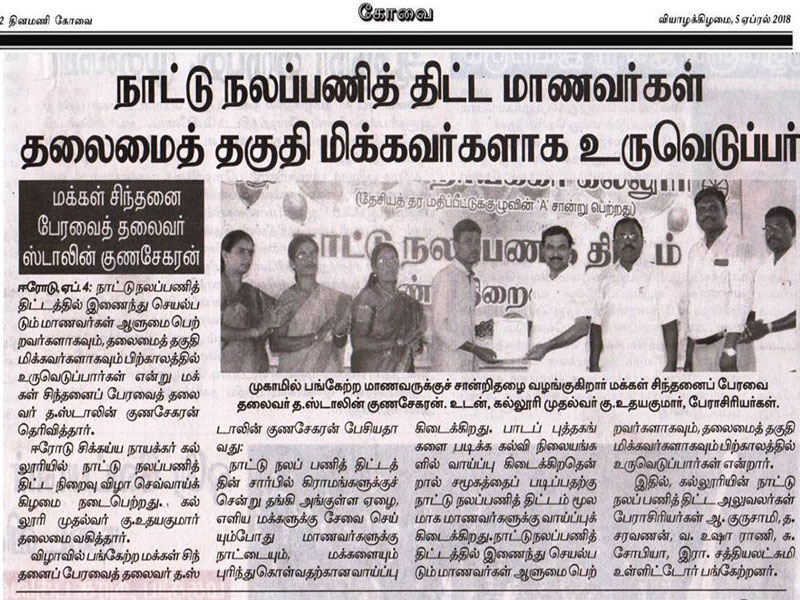 2 தினமணி கோவை
கோவை
வியாழக்கிழமை, 5 ஏப்ரல் 2018
நாட்டு நலப்பணித் திட்ட மாணவர்கள்
தலைமைத் தகுதி மிக்கவர்களாக உருவெடுப்பர்
மக்கள் சிந்தனை
பேரவைத் தலைவர்
ஸ்டாலின் குணசேகரன்
ஈரோடு,ஏப்.4: நாட்டுநலப்பணித்
திட்டத்தில் இணைந்து செயல்ப
டும் மாணவர்கள் ஆளுமை பெற்
றவர்களாகவும், தலைமைத் தகுதி
மிக்கவர்களாகவும் பிற்காலத்தில்
உருவெடுப்பார்கள் என்று மக்
கள் சிந்தனைப் பேரவைத் தலை
வர் த.ஸ்டாலின் குணசேகரன்
தெரிவித்தார்.
ஈரோடு சிக்கய்ய நாயக்கர் கல்
லூரியில் நாட்டு நலப்பணித்
திட்ட நிறைவு விழா செவ்வாய்க்
கிழமை நடைபெற்றது. கல்
லூரி முதல்வர் கு.உதயகுமார்
தலைமை வகித்தார்.
விழாவில் பங்கேற்ற மக்கள் சிந்
தனைப் பேரவைத் தலைவர் த.ஸ்
(தேசியத் தர மதிப்பீட்டுக்குழுவின் 'A' சான்று பெற்றது)
நாட்டு நலப்பணித் திட்டம்
முகாமில் பங்கேற்ற மாணவருக்குச் சான்றிதழை வழங்குகிறார் மக்கள் சிந்தனைப் பேரவை
தலைவர் த.ஸ்டாலின் குணசேகரன். உடன், கல்லூரி முதல்வர் கு.உதயகுமார், பேராசிரியர்கள்.
டாலின் குணசேகரன் பேசியதா
வது:
நாட்டு நலப் பணித் திட்டத்
தின் சார்பில் கிராமங்களுக்குச்
சென்று தங்கி அங்குள்ள ஏழை,
எளிய மக்களுக்கு சேவை செய்
யும்போது மாணவர்களுக்கு
நாட்டையும், மக்களையும்
புரிந்துகொள்வதற்கான வாய்ப்பு
கிடைக்கிறது. பாடப் புத்தகங்
களை படிக்க கல்வி நிலையங்க
ளில் வாய்ப்பு கிடைக்கிறதென்
றால் சமூகத்தைப் படிப்பதற்கு
நாட்டுநலப்பணித் திட்டம் மூல
மாக மாணவர்களுக்கு வாய்ப்புக்
கிடைக்கிறது.நாட்டுநலப்பணித்
திட்டத்தில் இணைந்து செயல்ப
டும் மாணவர்கள் ஆளுமை பெற்
றவர்களாகவும்,தலைமைத் தகுதி
மிக்கவர்களாகவும் பிற்காலத்தில்
உருவெடுப்பார்கள் என்றார்.
இதில், கல்லூரியின் நாட்டு
நலப்பணித் திட்ட அலுவலர்கள்
பேராசிரியர்கள் ஆ. குருசாமி, த.
சரவணன், வ. உஷா ராணி, சு.
சோபியா, இரா. சத்தியலட்சுமி
உள்ளிட்டோர் பங்கேற்றனர்.